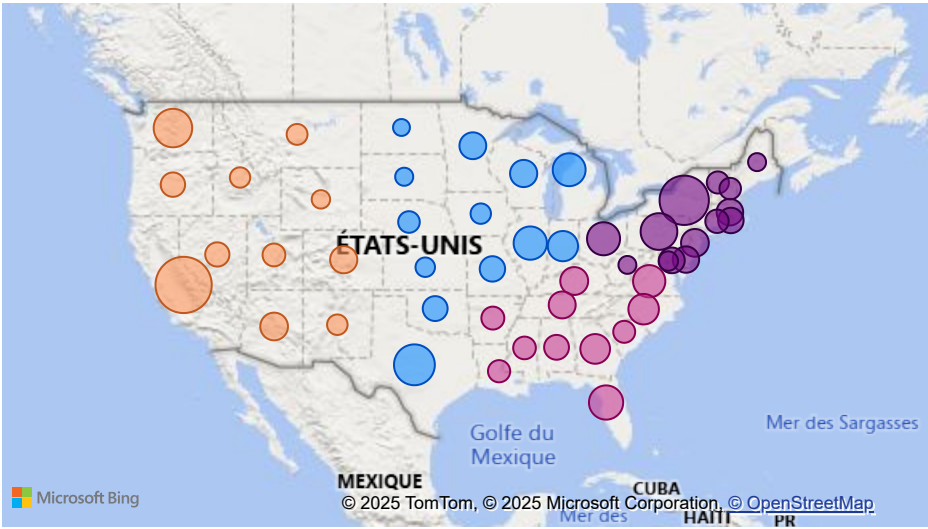 ÉTATS-UNIS
Mer des Sargasses
Golfe du
Mexique
MEXIQUE
CUBA
Microsoft Bing
© 2025 TomTom, © 2025 Microsoft Corporation, © OpenStreetMap
Mer des
HAÏTI
PR